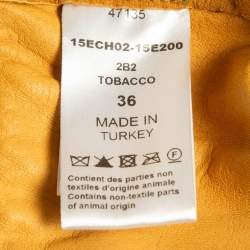 47135
15ECH02-15E200
2B2
TOBACCO
36
MADE IN
TURKEY
Contient des parties non
textiles d'origine animale
Contains non-textile parts
of animal origin